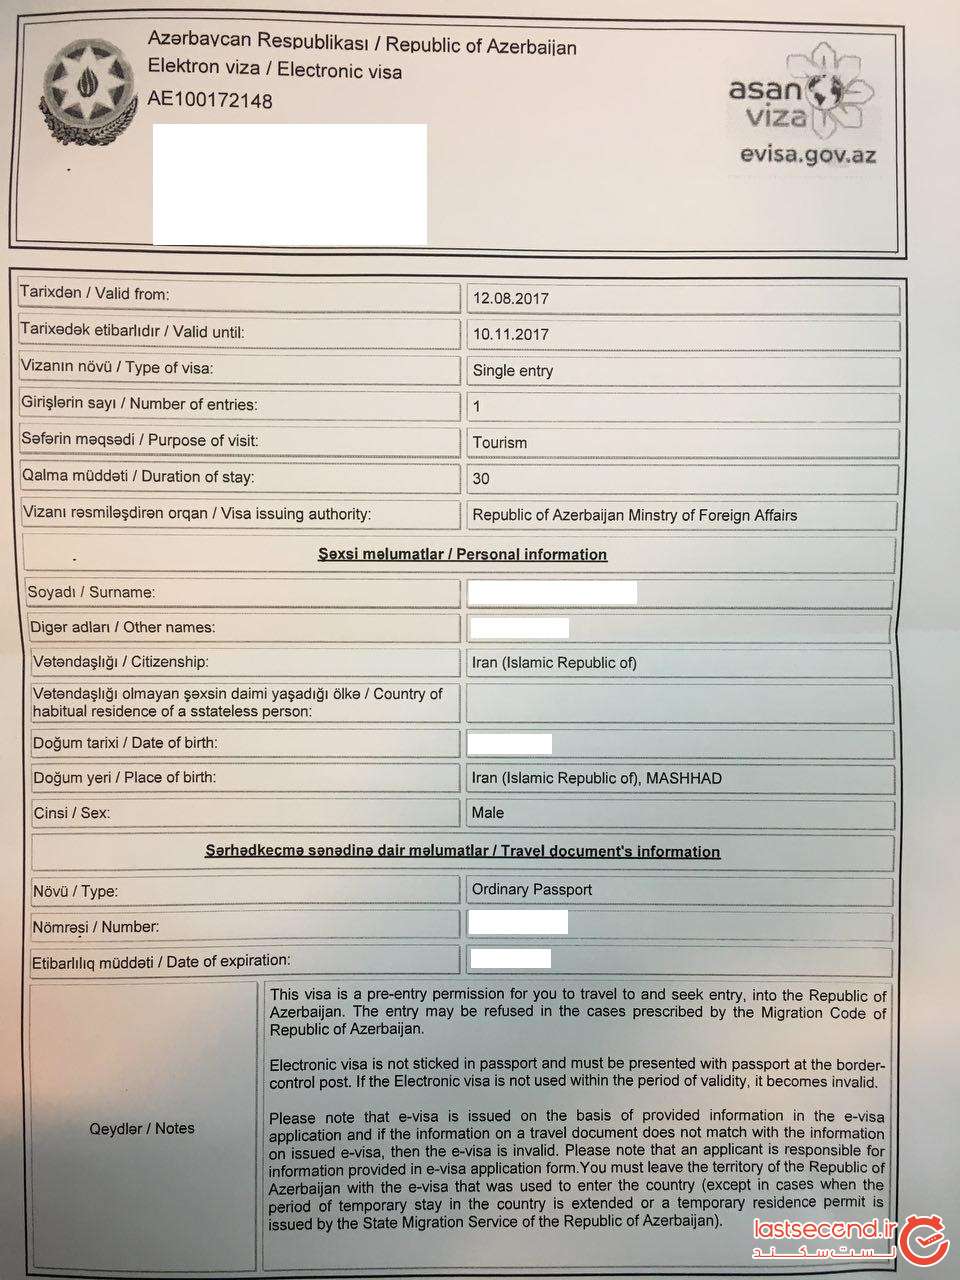 Azərbaycan Respublikası / Republic of Azerbaijan
Elektron viza / Electronic visa
AE100172148
asan
viza
evisa.gov.az
Tarixdən / Valid from: 12.08.2017
Tarixədək etibarlıdır / Valid until: 10.11.2017
Vizanın növü / Type of visa: Single entry
Girişlərin sayı / Number of entries: 1
Səfərin məqsədi / Purpose of visit: Tourism
Qalma müddəti / Duration of stay: 30
Vizanı rəsmiləşdirən orqan / Visa issuing authority: Republic of Azerbaijan Minstry of Foreign Affairs
Şəxsi məlumatlar / Personal information
Soyadı / Surname:
Digər adları / Other names:
Vətəndaşlığı / Citizenship: Iran (Islamic Republic of)
Vətəndaşlığı olmayan şəxsin daimi yaşadığı ölkə / Country of
habitual residence of a sstateless person:
Doğum tarixi / Date of birth:
Doğum yeri / Place of birth: Iran (Islamic Republic of), MASHHAD
Cinsi / Sex: Male
Sərhədkeçmə sənədinə dair məlumatlar / Travel document's information
Növü / Type: Ordinary Passport
Nömrəsi / Number:
Etibarlılıq müddəti / Date of expiration:
Qeydlər / Notes
This visa is a pre-entry permission for you to travel to and seek entry, into the Republic of
Azerbaijan. The entry may be refused in the cases prescribed by the Migration Code of
Republic of Azerbaijan.
Electronic visa is not sticked in passport and must be presented with passport at the border-
control post. If the Electronic visa is not used within the period of validity, it becomes invalid.
Please note that e-visa is issued on the basis of provided information in the e-visa
application and if the information on a travel document does not match with the information
on issued e-visa, then the e-visa is invalid. Please note that an applicant is responsible for
information provided in e-visa application form.You must leave the territory of the Republic of
Azerbaijan with the e-visa that was used to enter the country (except in cases when the
period of temporary stay in the country is extended or a temporary residence permit is
issued by the State Migration Service of the Republic of Azerbaijan).
lastsecend.ir
لست سکند